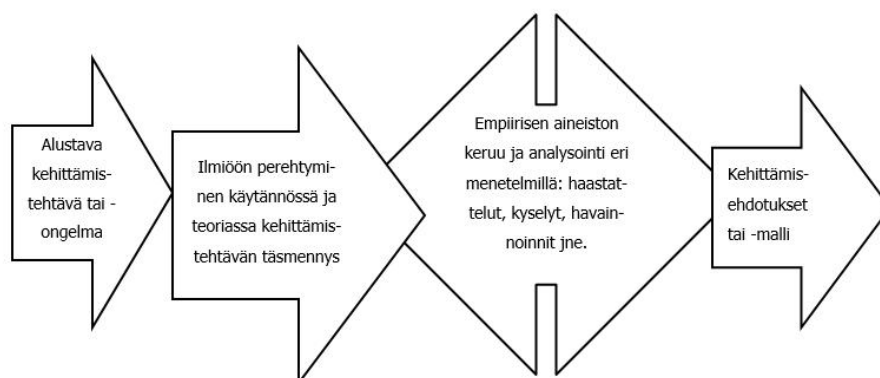 Alustava
kehittämis-
tehtävä tai -
ongelma
Ilmiöön perehtymi-
nen käytännössä ja
teoriassa kehittämis-
tehtävän täsmennys
Empiirisen aineiston
keruu ja analysointi eri
menetelmillä: haastat-
telut, kyselyt, havain-
noinnit jne.
Kehittämis-
ehdotukset
tai -malli